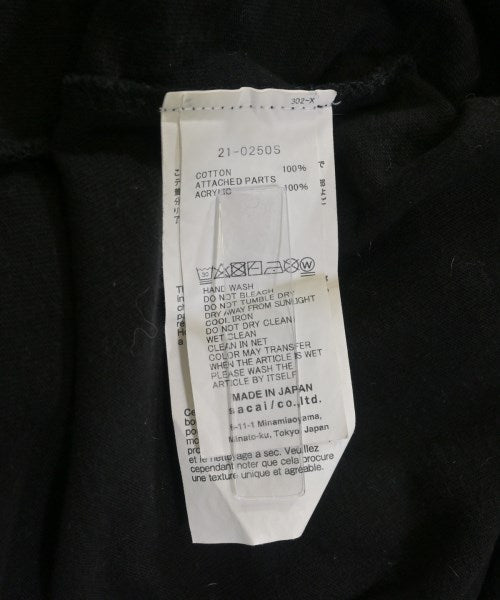 302-X
21-0250S
COTTON 100%
ATTACHED PARTS
ACRYLIC 100%
HAND WASH
DO NOT BLEACH
DO NOT TUMBLE DRY
DRY AWAY FROM SUNLIGHT
COOL IRON
DO NOT DRY CLEAN
WET CLEAN
CLEAN IN NET
COLOR MAY TRANSFER
WHEN THE ARTICLE IS WET
PLEASE WASH THE
ARTICLE BY ITSELF
MADE IN JAPAN
sacai/co.,ltd.
-11-1 Minamiaoyama,
Minato-ku, Tokyo Japan
et le nettoyage a sec. Veuillez
cependant noter que cela procure
une texture unique et agréable.